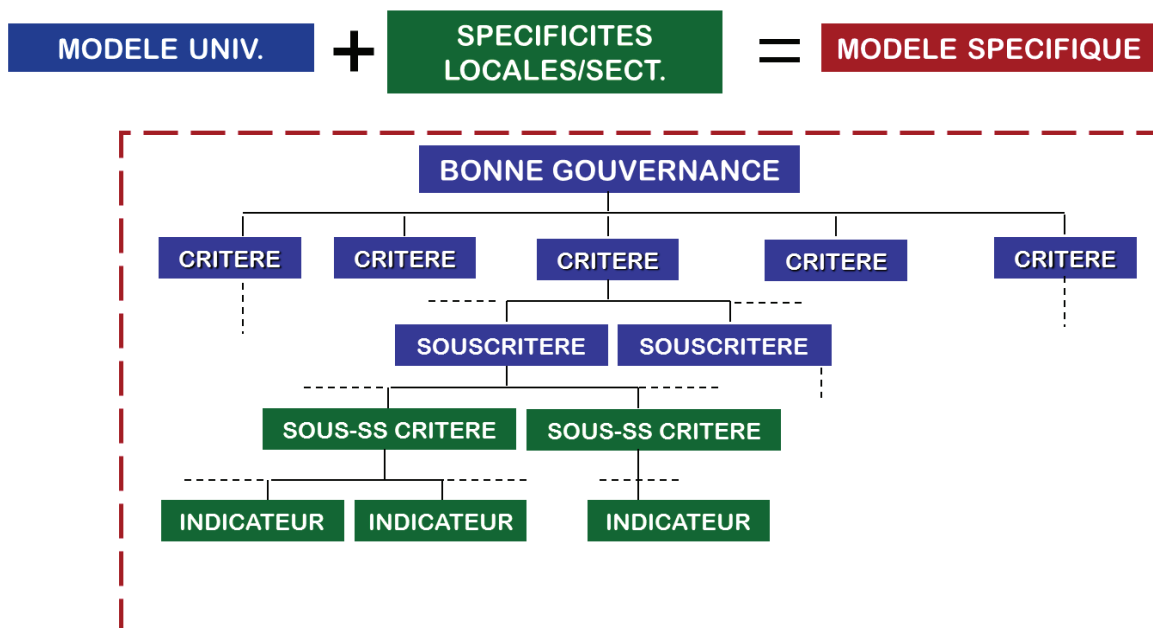 MODELE UNIV.
+
SPECIFICITES
LOCALES/SECT.
=
MODELE SPECIFIQUE
BONNE GOUVERNANCE
CRITERE
CRITERE
CRITERE
CRITERE
CRITERE
SOUSCRITERE
SOUSCRITERE
SOUS-SS CRITERE
SOUS-SS CRITERE
INDICATEUR
INDICATEUR
INDICATEUR